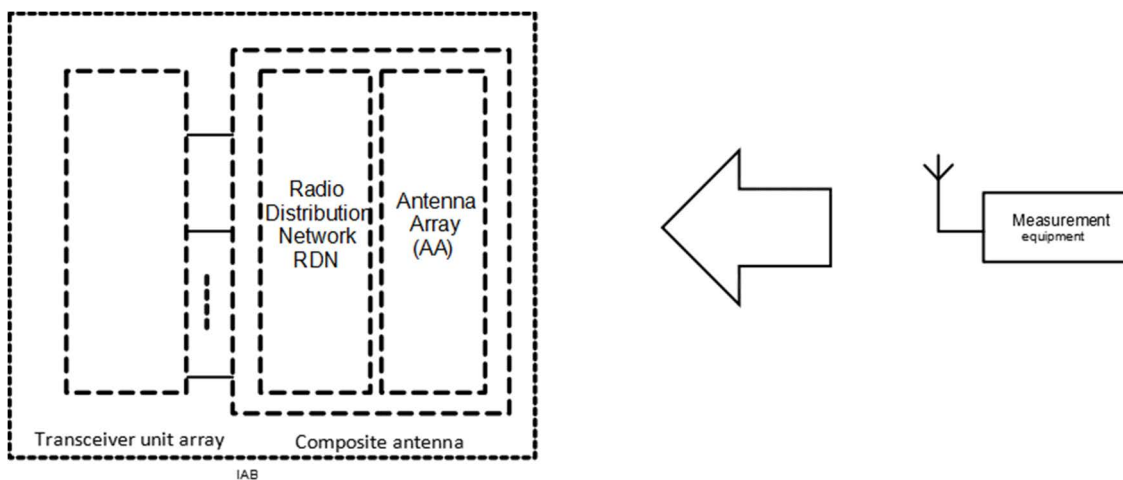 Radio
Distribution
Network
RDN
Antenna
Array
(AA)
Measurement
equipment
Transceiver unit array
Composite antenna
IAB